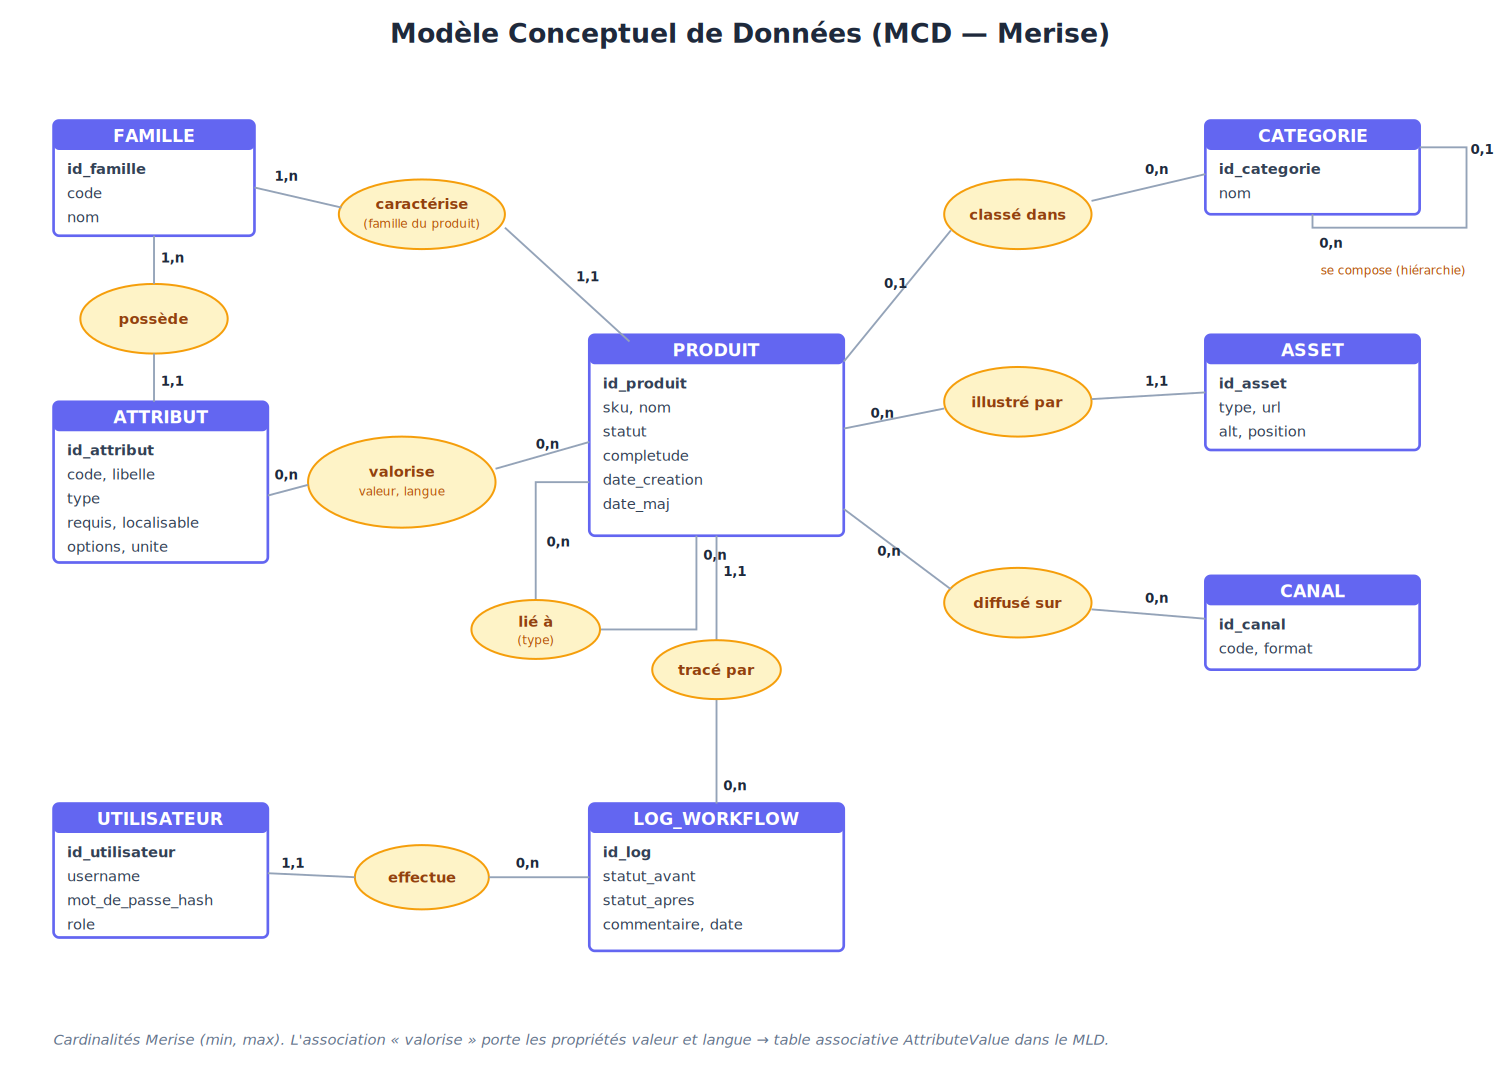 Modèle Conceptuel de Données (MCD — Merise)
FAMILLE
id_famille
code
nom
1,n
caractérise
(famille du produit)
1,1
1,n
possède
1,1
ATTRIBUT
id_attribut
code, libelle
type
requis, localisable
options, unite
0,n
valorise
valeur, langue
0,n
PRODUIT
id_produit
sku, nom
statut
completude
date_creation
date_maj
0,1
classé dans
0,n
CATEGORIE
id_categorie
nom
0,1
0,n
se compose (hiérarchie)
0,n
illustré par
1,1
ASSET
id_asset
type, url
alt, position
0,n
diffusé sur
0,n
CANAL
id_canal
code, format
0,n
lié à
(type)
0,n
1,1
tracé par
0,n
UTILISATEUR
id_utilisateur
username
mot_de_passe_hash
role
1,1
effectue
0,n
LOG_WORKFLOW
id_log
statut_avant
statut_apres
commentaire, date
Cardinalités Merise (min, max). L'association « valorise » porte les propriétés valeur et langue → table associative AttributeValue dans le MLD.